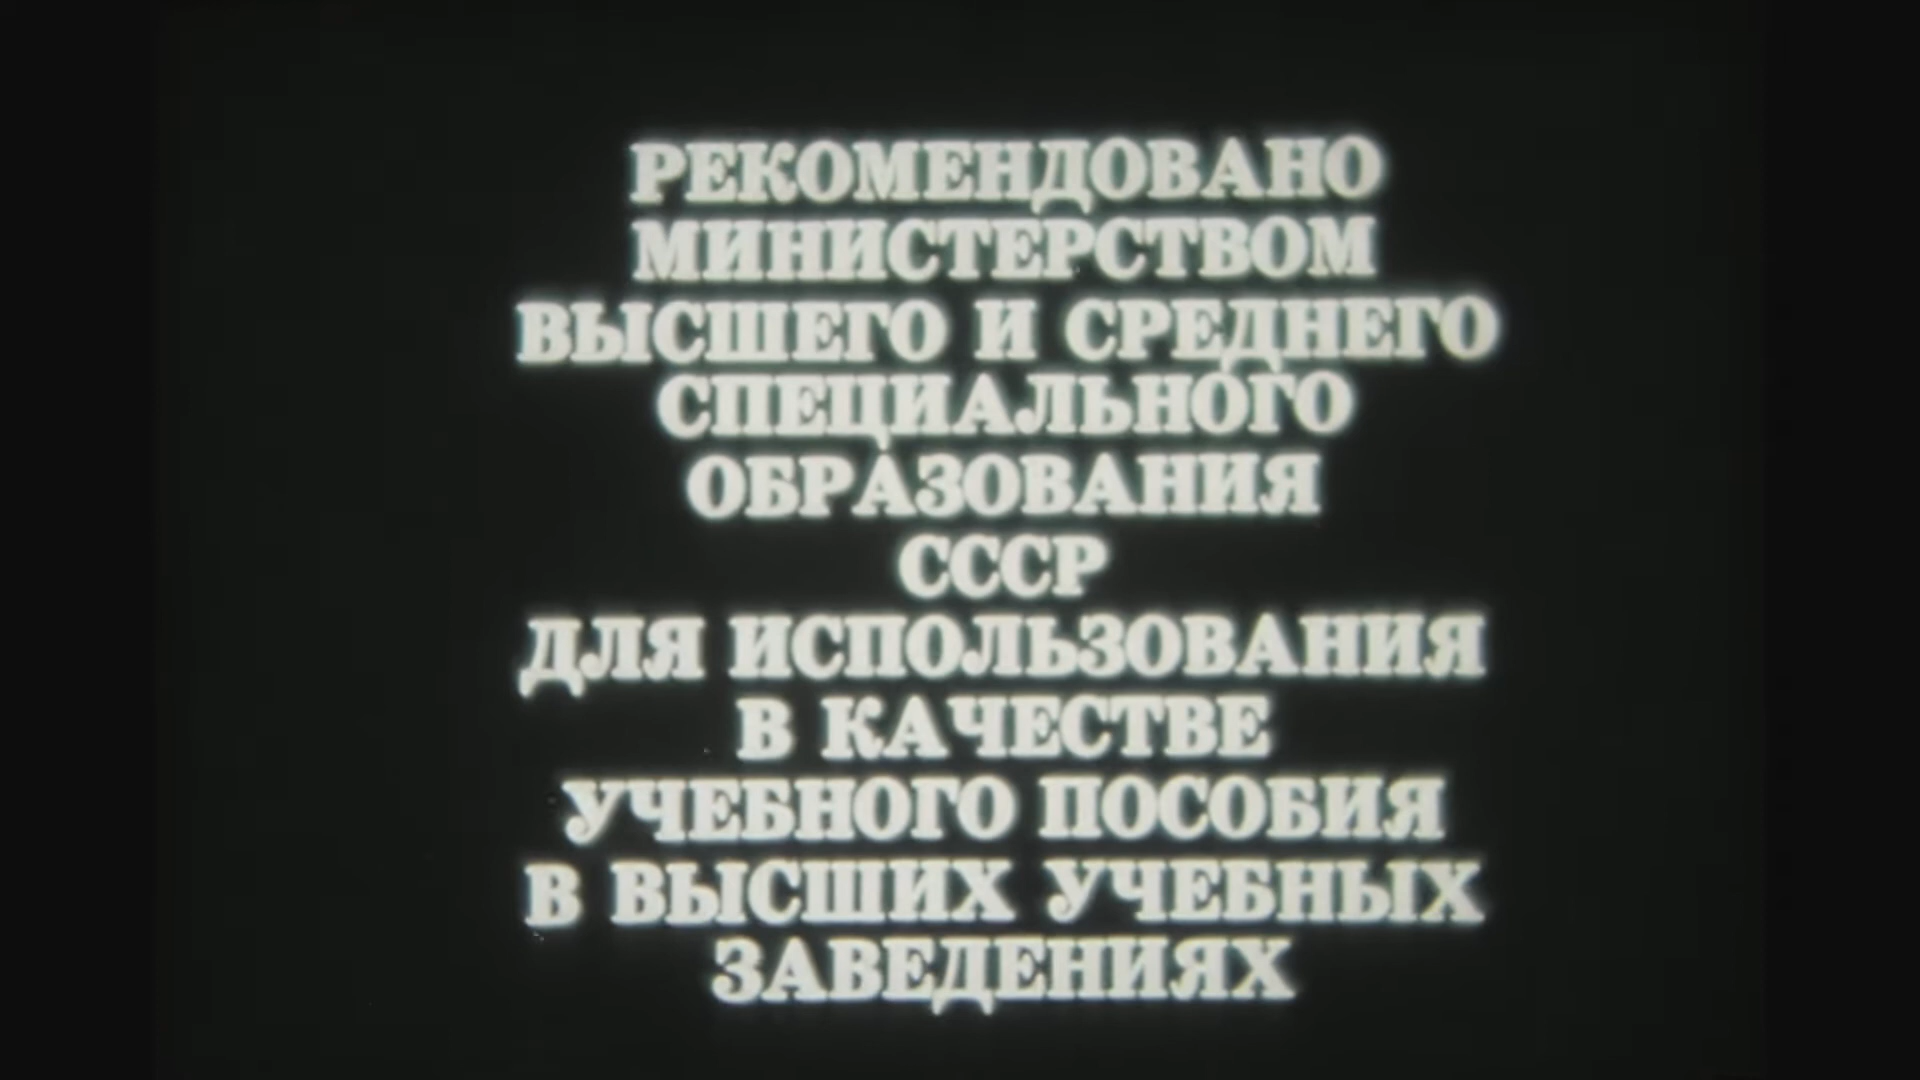 РЕКОМЕНДОВАНО
МИНИСТЕРСТВОМ
ВЫСШЕГО И СРЕДНЕГО
СПЕЦИАЛЬНОГО
ОБРАЗОВАНИЯ
СССР
ДЛЯ ИСПОЛЬЗОВАНИЯ
В КАЧЕСТВЕ
УЧЕБНОГО ПОСОБИЯ
В ВЫСШИХ УЧЕБНЫХ
ЗАВЕДЕНИЯХ